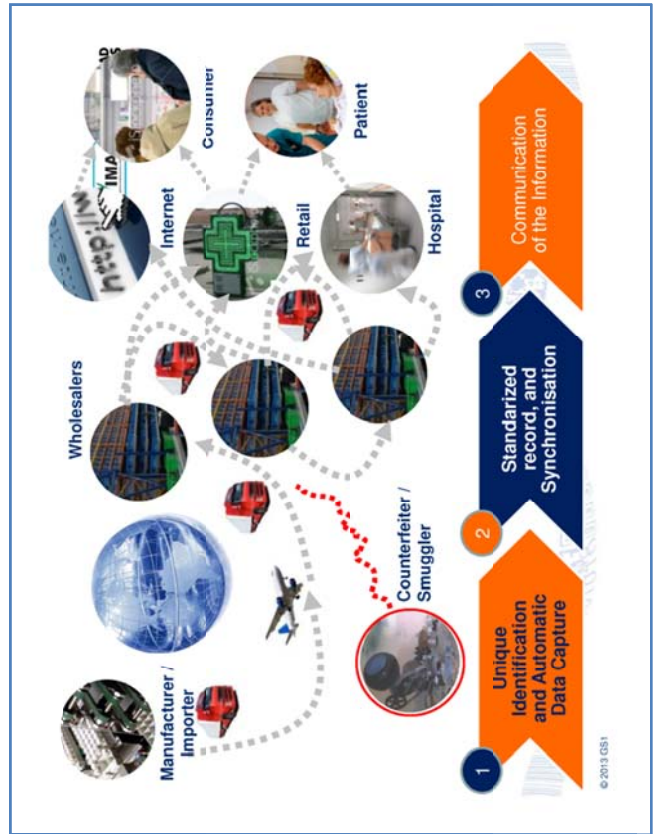 Manufacturer /
Importer
Wholesalers
Internet
http://w
IMA
Consumer
Retail
Patient
Hospital
Counterfeiter /
Smuggler
1
Unique
Identification
and Automatic
Data Capture
2
Standarized
record, and
Synchronisation
3
Communication
of the Information
© 2013 GS1